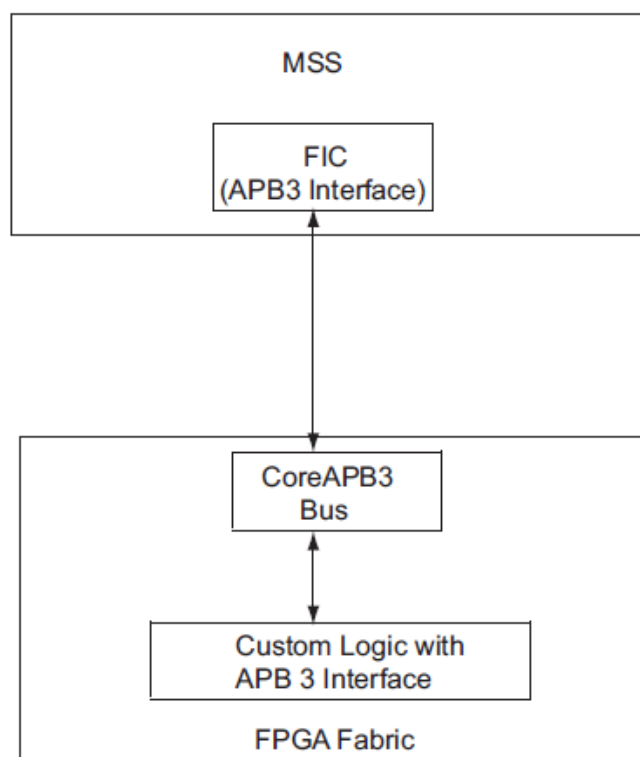 MSS
FIC
(APB3 Interface)
CoreAPB3
Bus
Custom Logic with
APB 3 Interface
FPGA Fabric